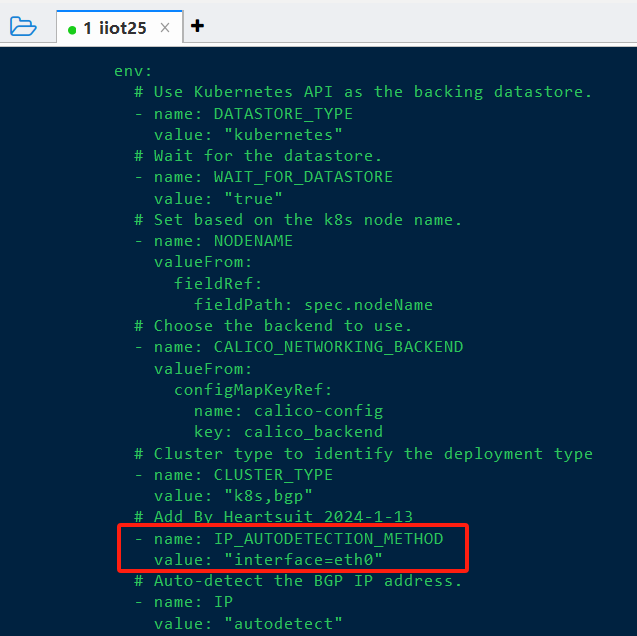 1 iiot25 × +
env:
# Use Kubernetes API as the backing datastore.
- name: DATASTORE_TYPE
value: "kubernetes"
# Wait for the datastore.
- name: WAIT_FOR_DATASTORE
value: "true"
# Set based on the k8s node name.
- name: NODENAME
valueFrom:
fieldRef:
fieldPath: spec.nodeName
# Choose the backend to use.
- name: CALICO_NETWORKING_BACKEND
valueFrom:
configMapKeyRef:
name: calico-config
key: calico_backend
# Cluster type to identify the deployment type
- name: CLUSTER_TYPE
value: "k8s,bgp"
# Add By Heartsuit 2024-1-13
- name: IP_AUTODETECTION_METHOD
value: "interface=eth0"
# Auto-detect the BGP IP address.
- name: IP
value: "autodetect"